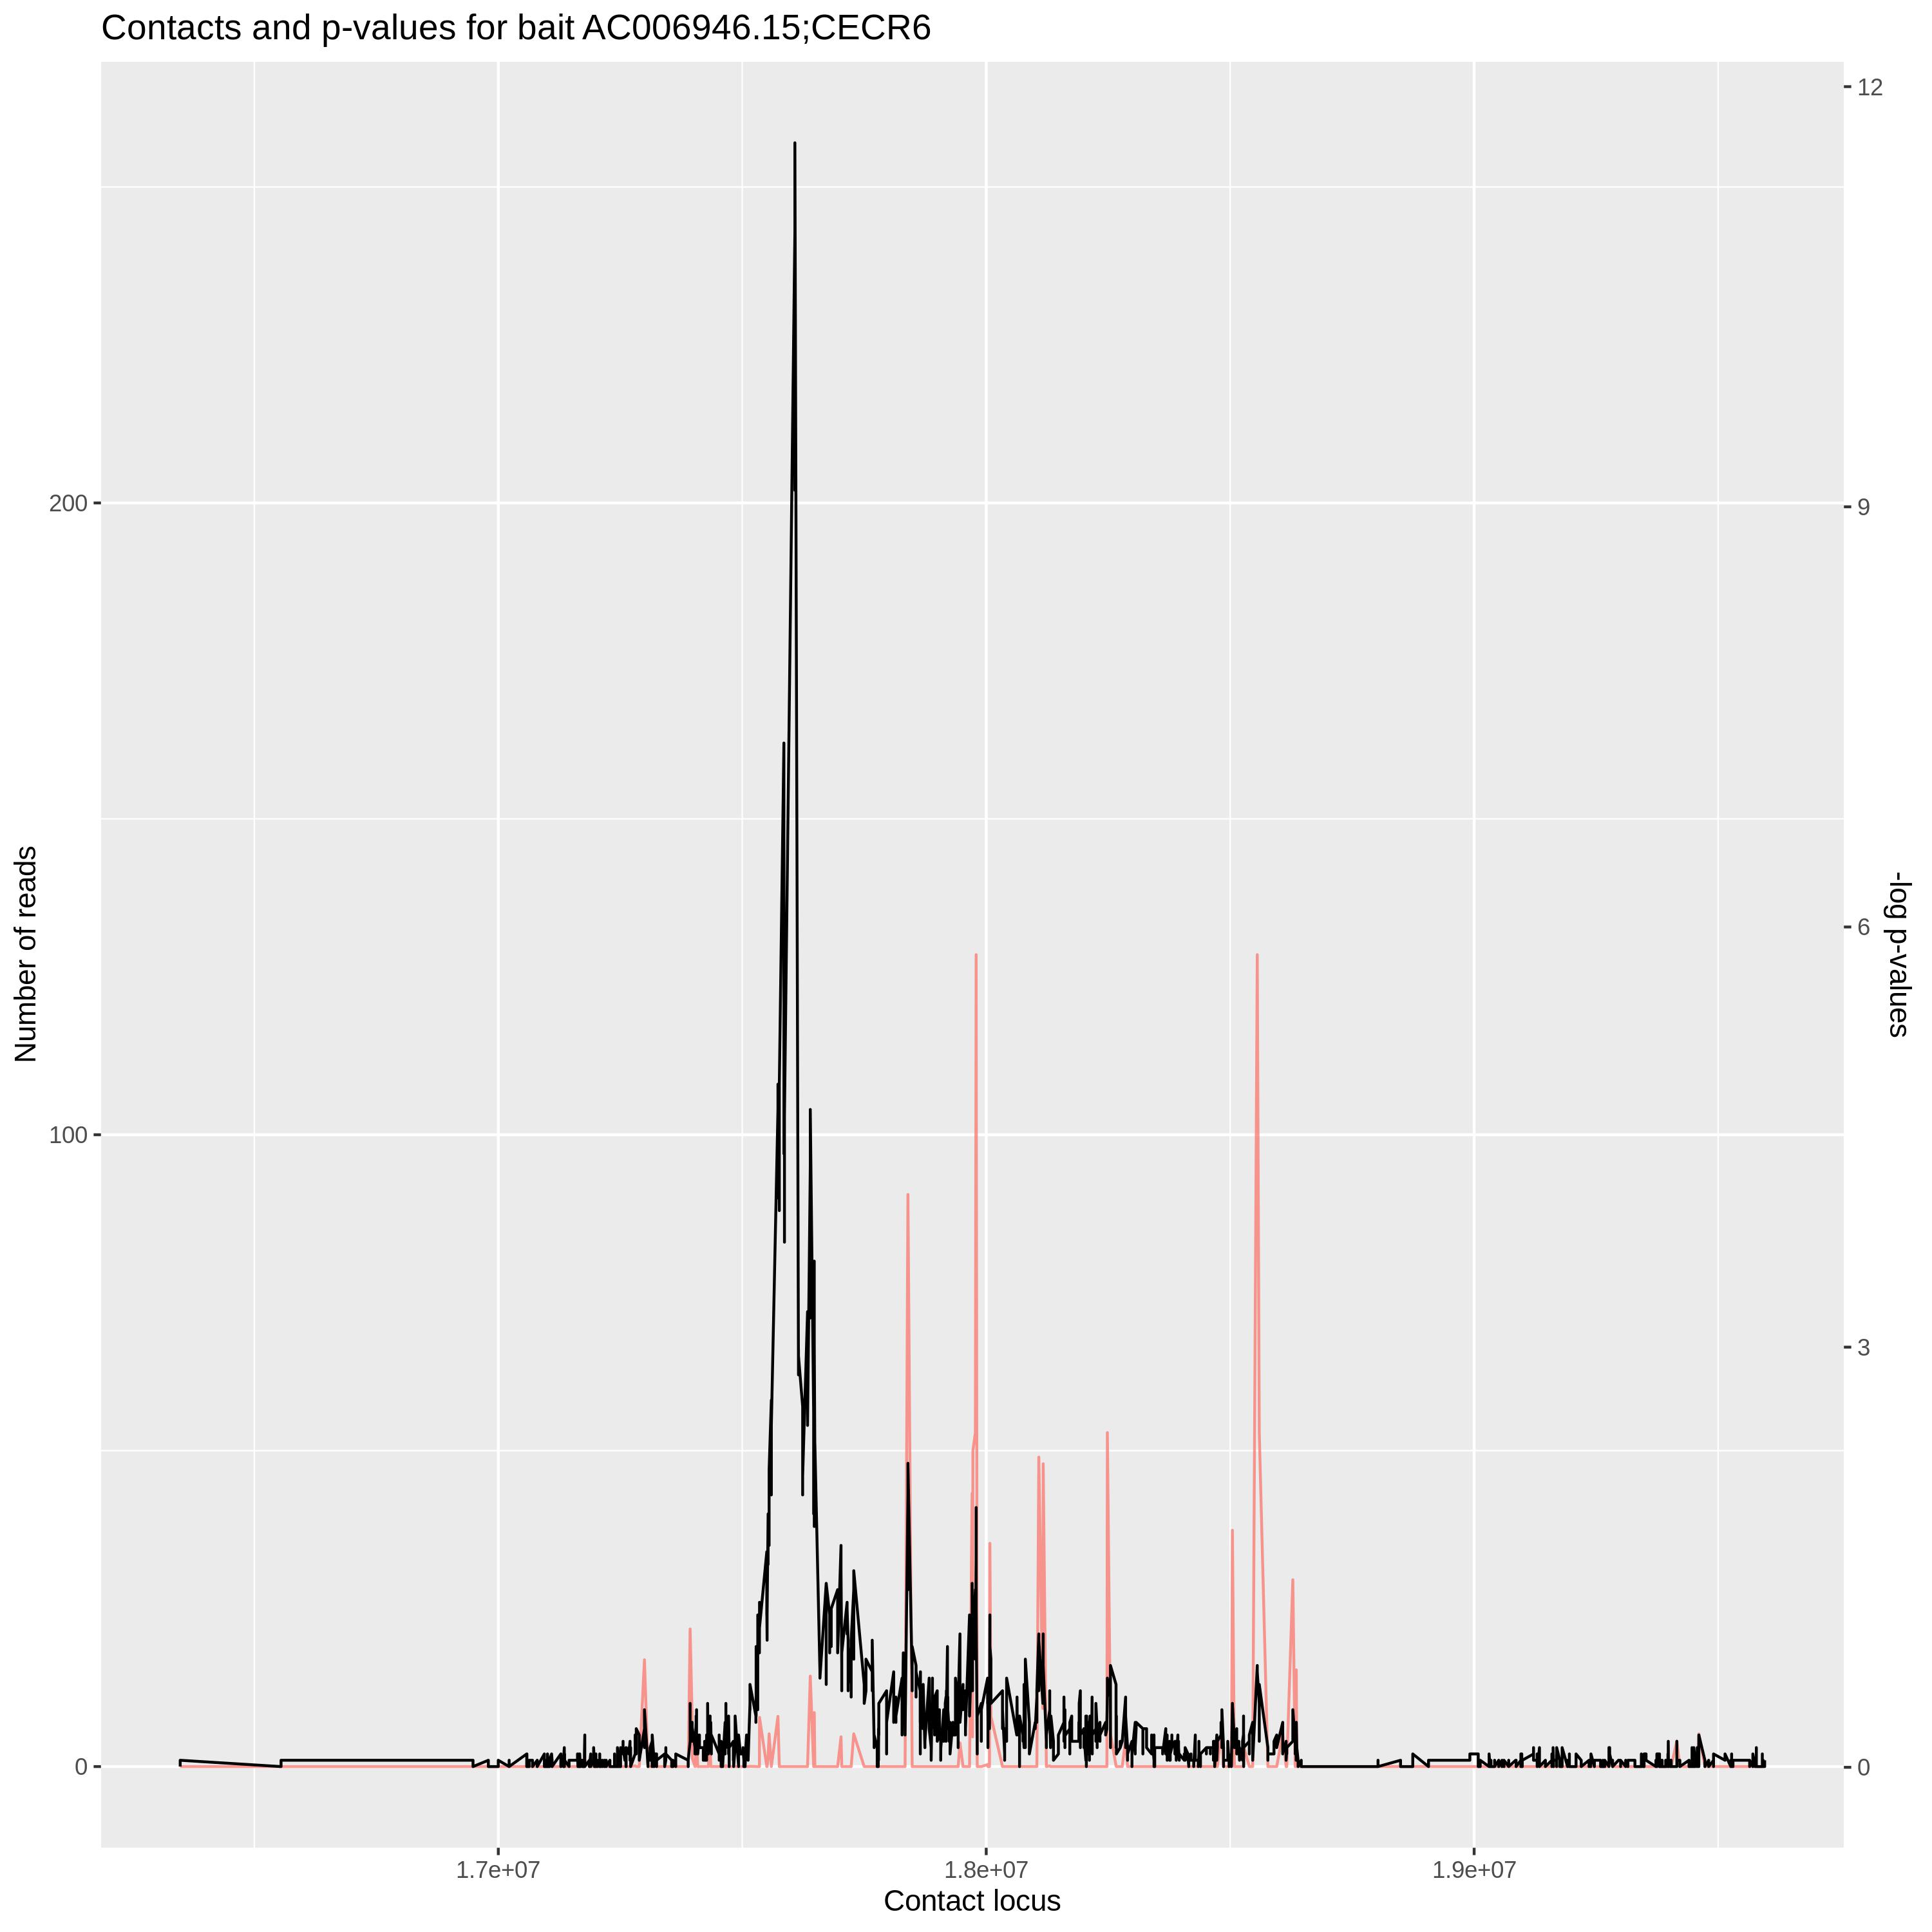 Contacts and p-values for bait AC006946.15;CECR6
12
200
9
Number of reads
6
-log p-values
100
3
0
0
1.7e+07
1.8e+07
1.9e+07
Contact locus